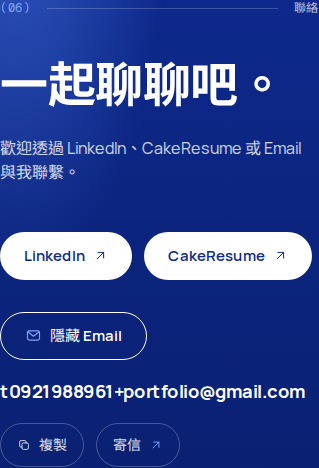 (06) 聯絡
一起聊聊吧。
歡迎透過 LinkedIn、CakeResume 或 Email
與我聯繫。
LinkedIn CakeResume
隱藏 Email
t0921988961+portfolio@gmail.com
複製 寄信